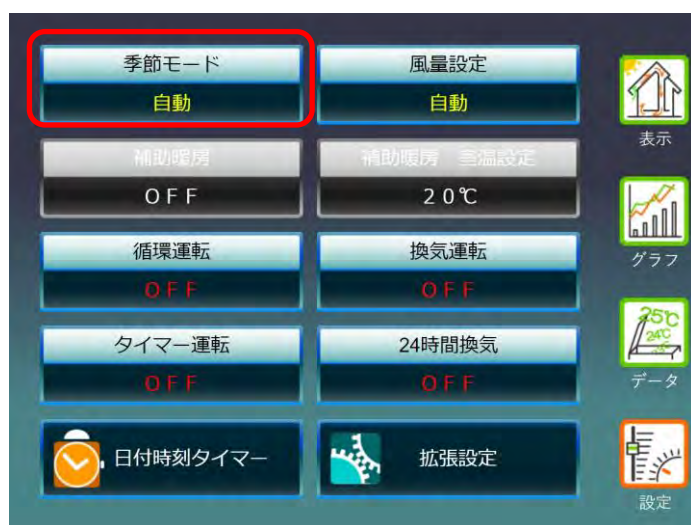 季節モード
風量設定
自動
自動
表示
補助暖房
補助暖房 室温設定
OFF
20℃
循環運転
換気運転
グラフ
OFF
OFF
タイマー運転
24時間換気
25℃
24℃
OFF
OFF
データ
日付時刻タイマー
拡張設定
設定